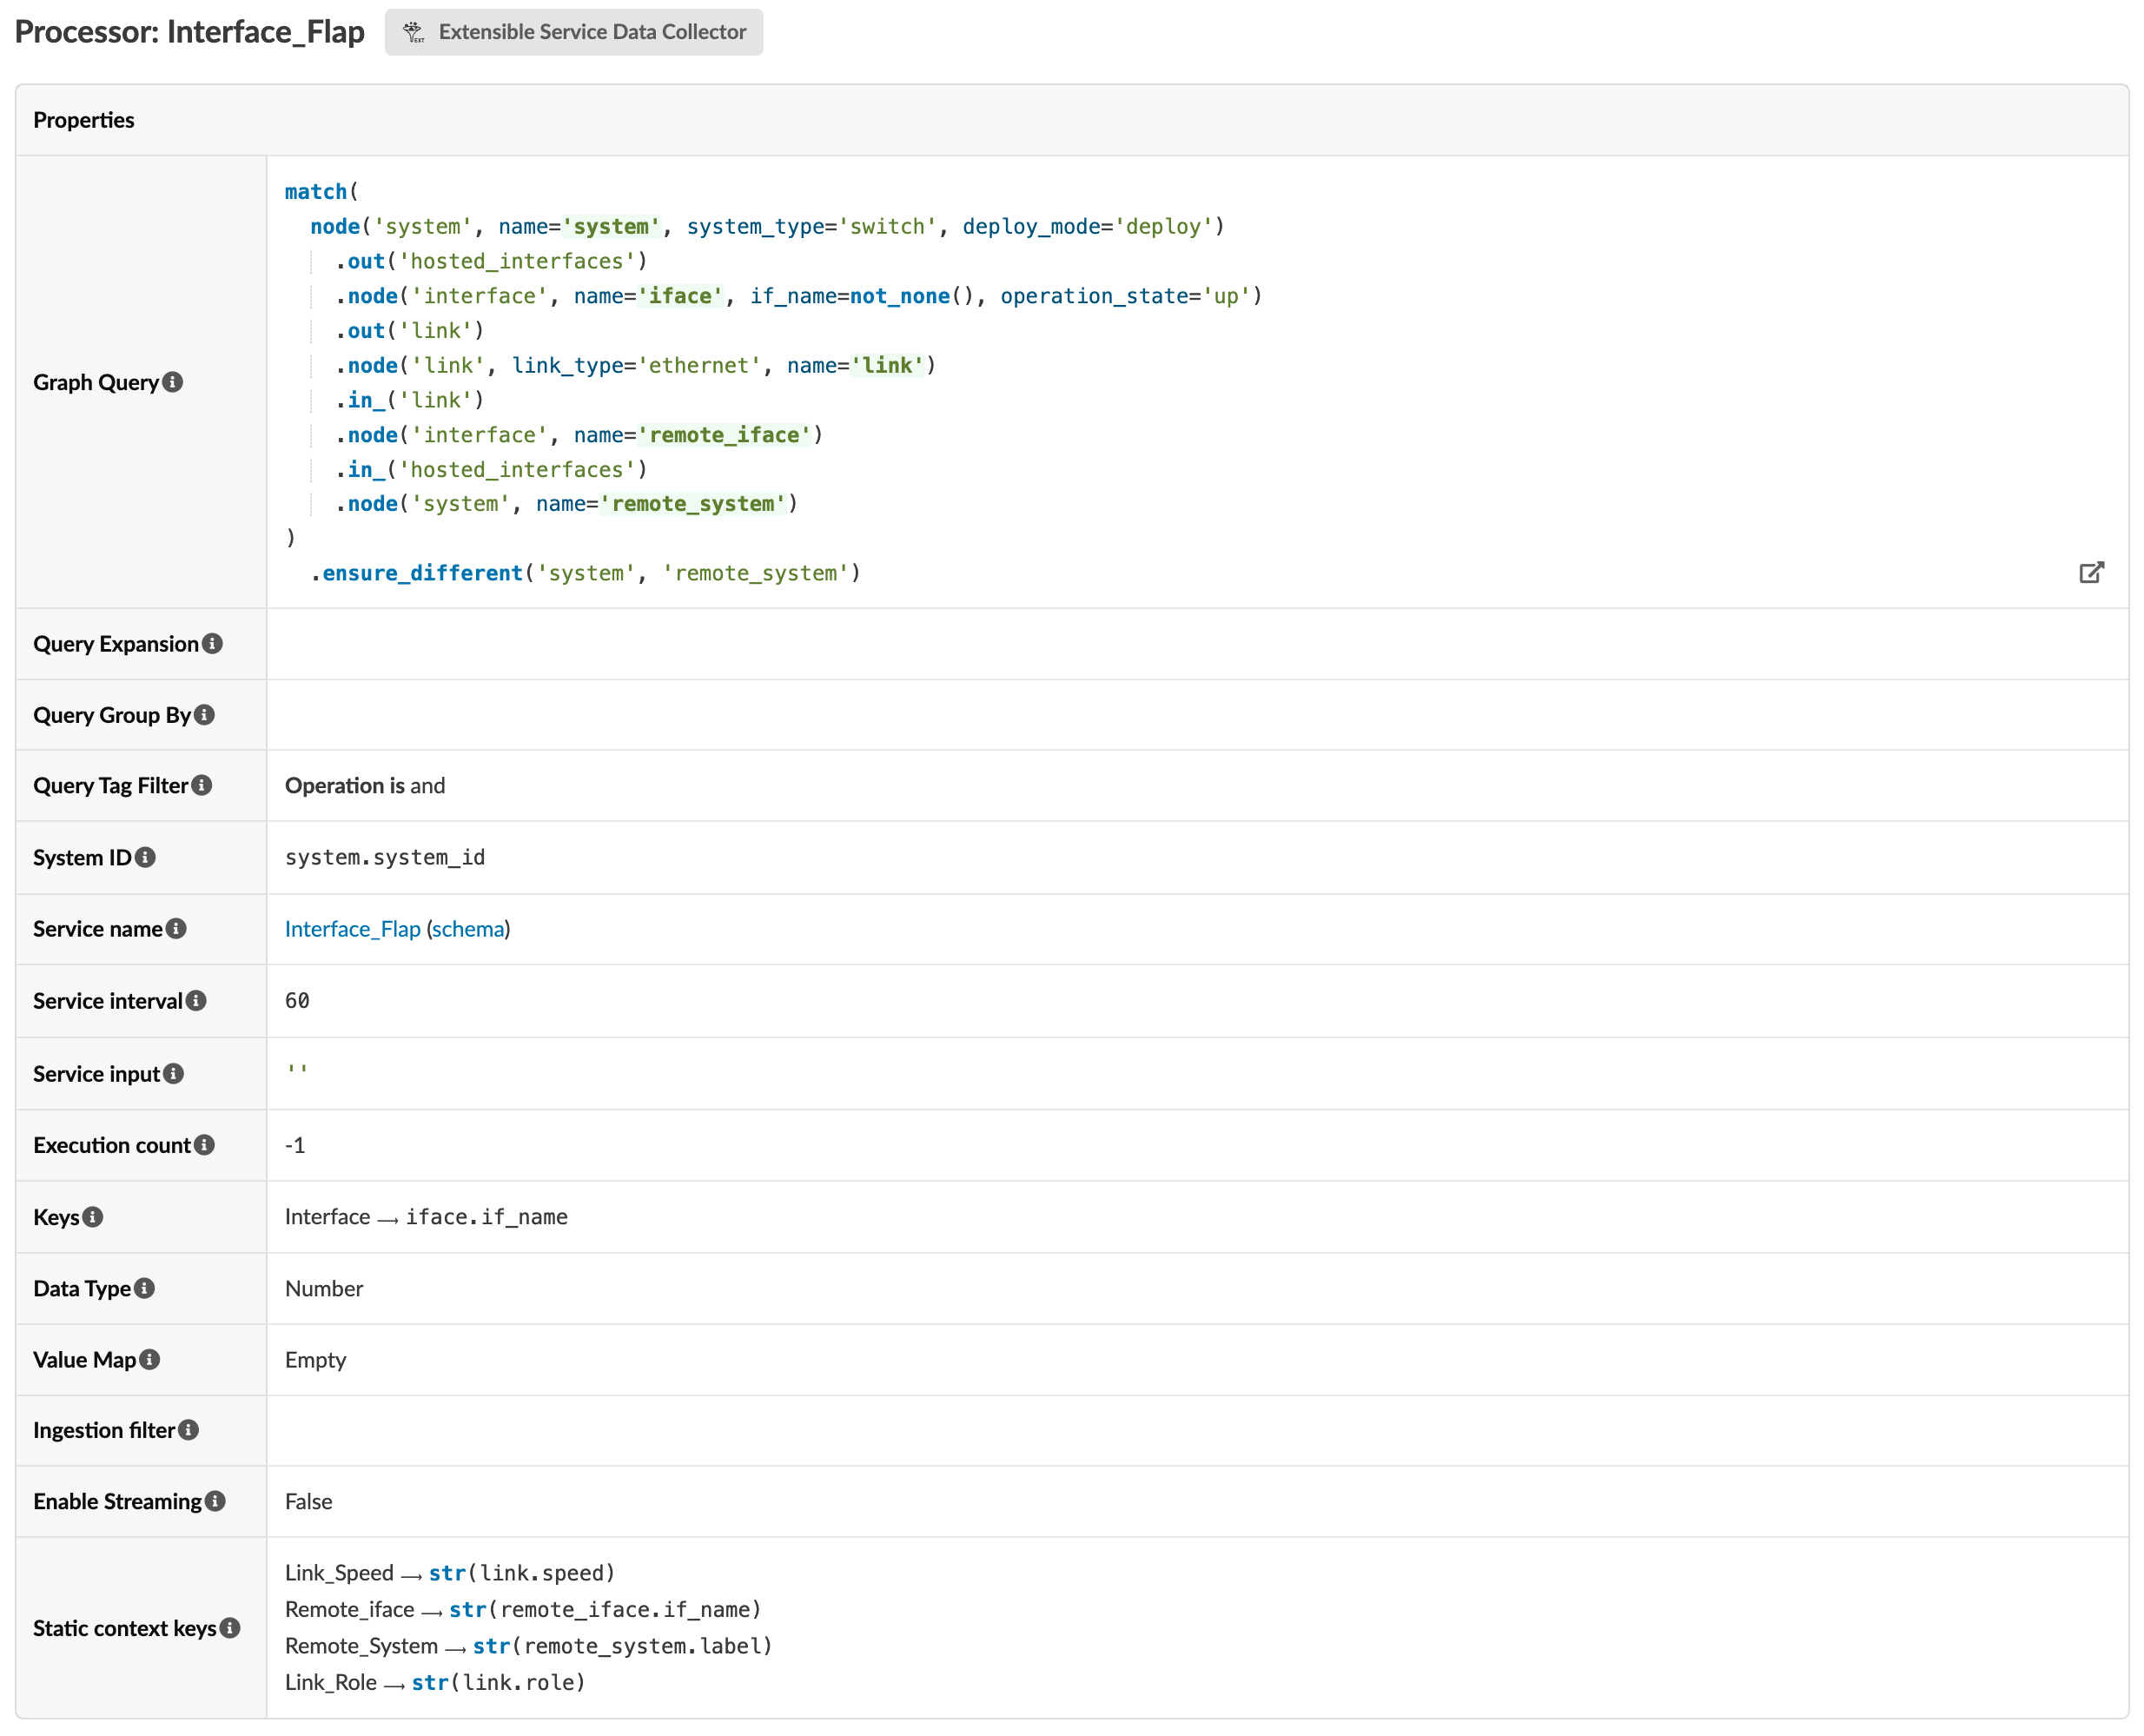 Processor: Interface_Flap
Extensible Service Data Collector
Properties
Graph Query
match(
node('system', name='system', system_type='switch', deploy_mode='deploy')
.out('hosted_interfaces')
.node('interface', name='iface', if_name=not_none(), operation_state='up')
.out('link')
.node('link', link_type='ethernet', name='link')
.in_('link')
.node('interface', name='remote_iface')
.in_('hosted_interfaces')
.node('system', name='remote_system')
)
.ensure_different('system', 'remote_system')
Query Expansion
Query Group By
Query Tag Filter
Operation is and
System ID
system.system_id
Service name
Interface_Flap (schema)
Service interval
60
Service input
''
Execution count
-1
Keys
Interface → iface.if_name
Data Type
Number
Value Map
Empty
Ingestion filter
Enable Streaming
False
Static context keys
Link_Speed → str(link.speed)
Remote_iface → str(remote_iface.if_name)
Remote_System → str(remote_system.label)
Link_Role → str(link.role)